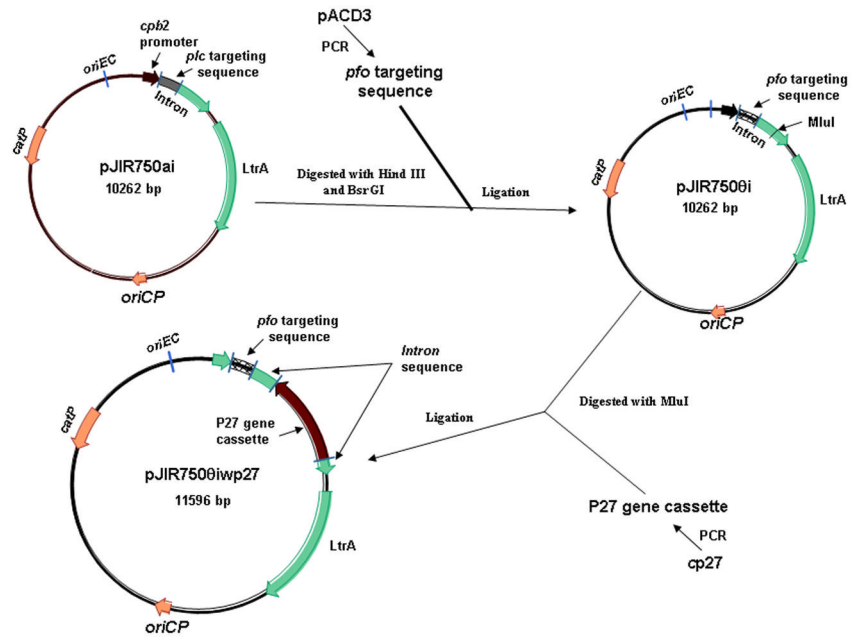 pACD3
PCR
pfo targeting
sequence
cpb2
promoter
plc targeting
sequence
oriEC
Intron
catP
pJIR750ai
10262 bp
LtrA
oriCP
Digested with Hind III
and BsrGI
Ligation
pfo targeting
sequence
oriEC
MluI
Intron
catP
pJIR750θi
10262 bp
LtrA
oriCP
pfo targeting
sequence
oriEC
Intron
sequence
catP
P27 gene
cassette
pJIR750θiwp27
11596 bp
LtrA
oriCP
Ligation
Digested with MluI
P27 gene cassette
PCR
cp27